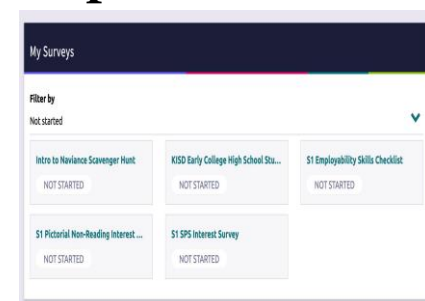 My Surveys
Filter by
Not started
Intro to Naviance Scavenger Hunt
KISD Early College High School Stu...
S1 Employability Skills Checklist
NOT STARTED
NOT STARTED
NOT STARTED
S1 Pictorial Non-Reading Interest ...
S1 SPS Interest Survey
NOT STARTED
NOT STARTED